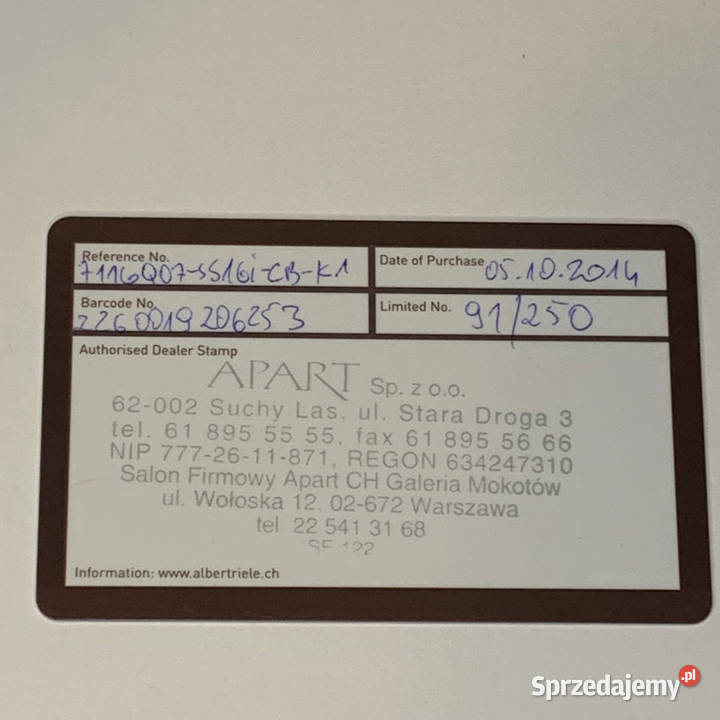 Reference No. 7116Q07-SS16i-CB-K1
Date of Purchase 05.10.2014
Barcode No. 2260019206253
Limited No. 91/250
Authorised Dealer Stamp
APART Sp. z o.o.
62-002 Suchy Las. ul. Stara Droga 3
tel. 61 895 55 55, fax 61 895 56 66
NIP 777-26-11-871, REGON 634247310
Salon Firmowy Apart CH Galeria Mokotów
ul. Wołoska 12. 02-672 Warszawa
tel 22 541 31 68
Information: www.albertriele.ch
Sprzedajemy.pl